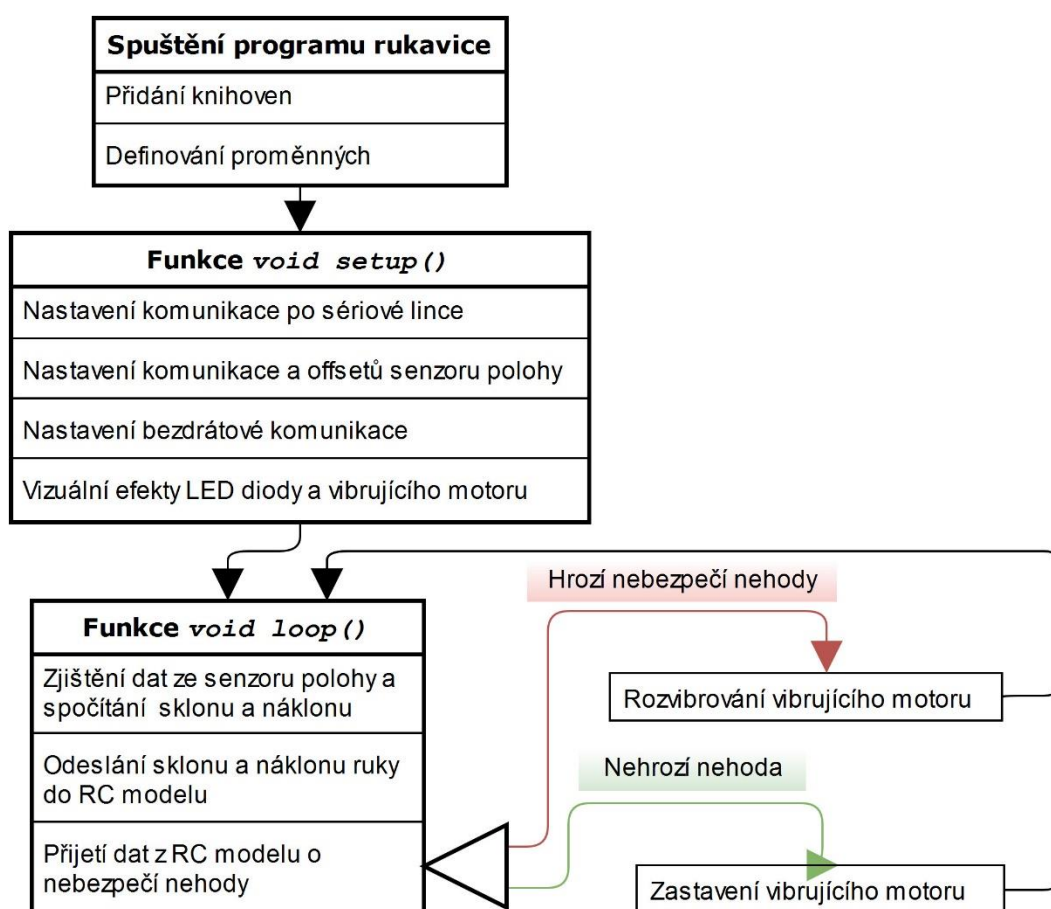 Spuštění programu rukavice
Přidání knihoven
Definování proměnných
Funkce void setup()
Nastavení komunikace po sériové lince
Nastavení komunikace a offsetů senzoru polohy
Nastavení bezdrátové komunikace
Vizuální efekty LED diody a vibrujícího motoru
Funkce void loop()
Zjištění dat ze senzoru polohy a
spočítání sklonu a náklonu
Odeslání sklonu a náklonu ruky
do RC modelu
Přijetí dat z RC modelu o
nebezpečí nehody
Hrozí nebezpečí nehody
Rozvibrování vibrujícího motoru
Nehrozí nehoda
Zastavení vibrujícího motoru